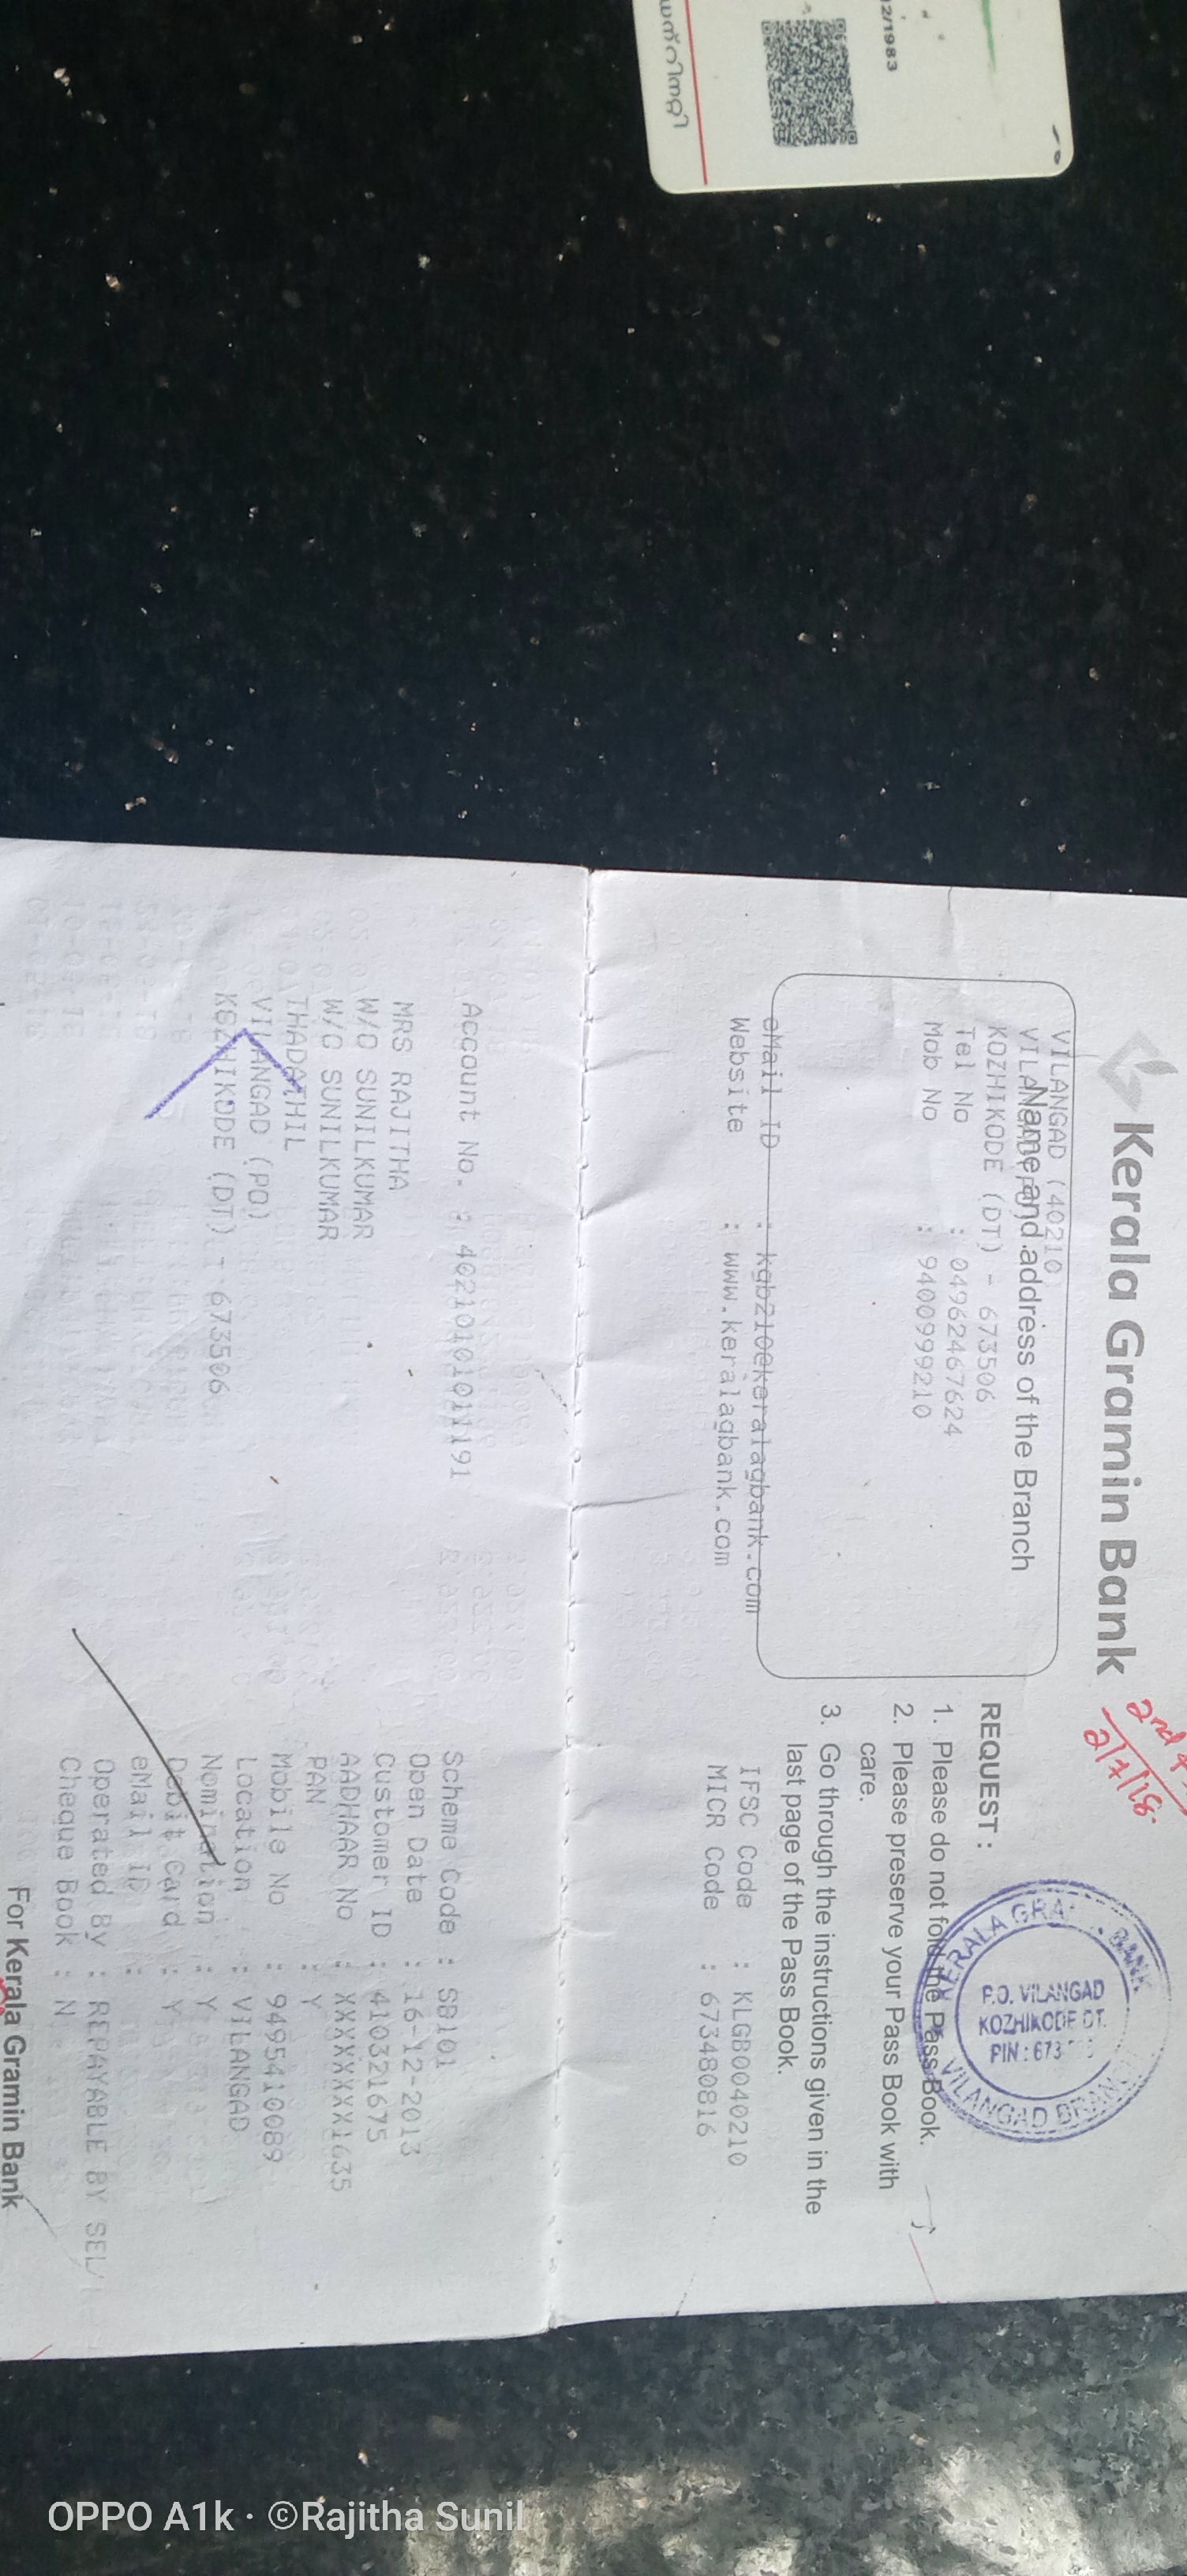 12/1983
Kerala Gramin Bank
2nd
2/7/18.
VILANGAD (40210)
Name and address of the Branch
KOZHIKODE (DT) - 673506
Tel No : 04962467624
Mob No : 9400999210
eMail ID : kgb210@keralagbank.com
Website : www.keralagbank.com
REQUEST :
1. Please do not fold the Pass Book.
2. Please preserve your Pass Book with
care.
3. Go through the instructions given in the
last page of the Pass Book.
IFSC Code : KLGB0040210
MICR Code : 673480816
KERALA BANK
P.O. VILANGAD
KOZHIKODE DT.
PIN : 673
VILANGAD BRANCH
Account No. : 40210101011191
MRS RAJITHA
W/O SUNILKUMAR
W/O SUNILKUMAR
THADATHIL
VILANGAD (PO)
KOZHIKODE (DT) - 673506
Scheme Code : SB101
Open Date : 16-12-2013
Customer ID : 410321675
AADHAAR No : XXXXXXXX1635
PAN : Y
Mobile No : 9495410089
Location : VILANGAD
Nomination : Y
Debit Card : Y
eMail ID :
Operated By : REPAYABLE BY SEL
Cheque Book : N
For Kerala Gramin Bank
OPPO A1k · ©Rajitha Sunil